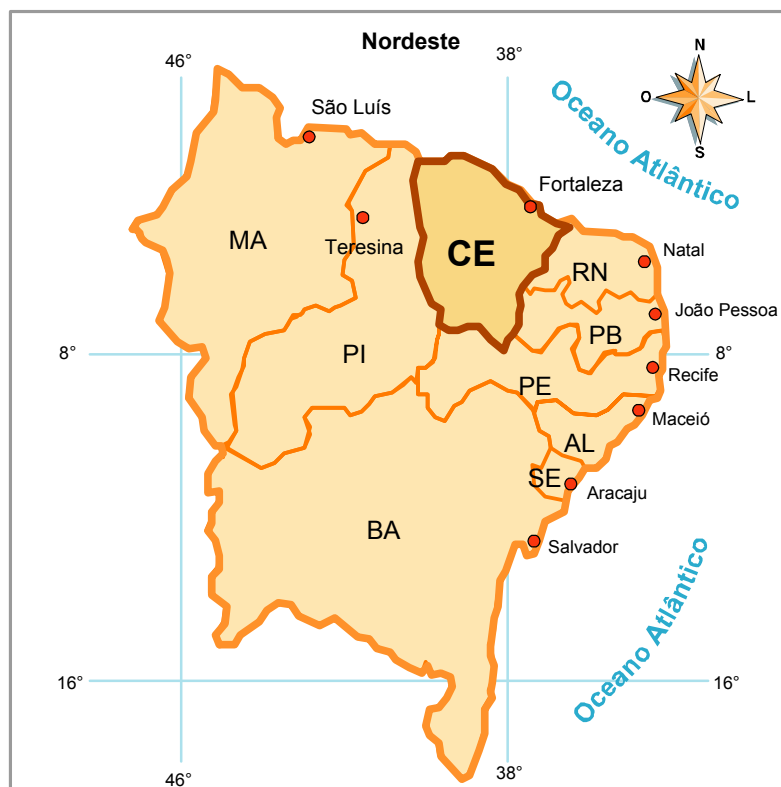 Nordeste
46°
38°
Oceano Atlântico
N
O
L
S
São Luís
Fortaleza
MA
Teresina
CE
Natal
RN
João Pessoa
PB
8°
PI
8°
Recife
PE
Maceió
AL
SE
Aracaju
BA
Salvador
Oceano Atlântico
16°
16°
46°
38°